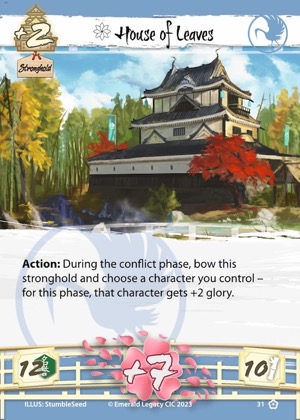 +2
House of Leaves
Stronghold
Action: During the conflict phase, bow this
stronghold and choose a character you control –
for this phase, that character gets +2 glory.
12
+7
10
ILLUS: StumbleSeed
© Emerald Legacy CIC 2023
31